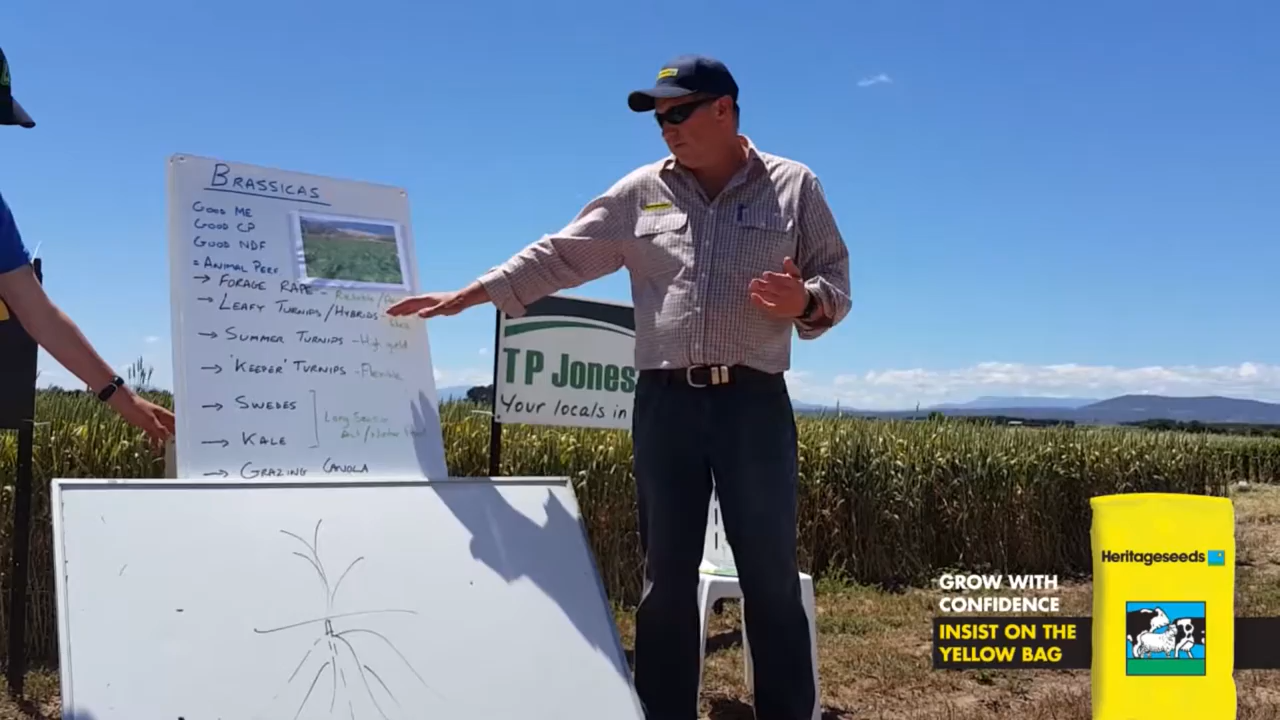 BRASSICAS
GOOD ME
GOOD CP
GOOD NDF
= ANIMAL PERF
→ FORAGE RAPE -
→ LEAFY TURNIPS/HYBRIDS -
→ SUMMER TURNIPS - High yield
→ 'KEEPER' TURNIPS - Flexible
→ SWEDES
Long Season
→ KALE
→ GRAZING CANOLA
TP Jones
Your locals in
Heritageseeds
GROW WITH
CONFIDENCE
INSIST ON THE
YELLOW BAG